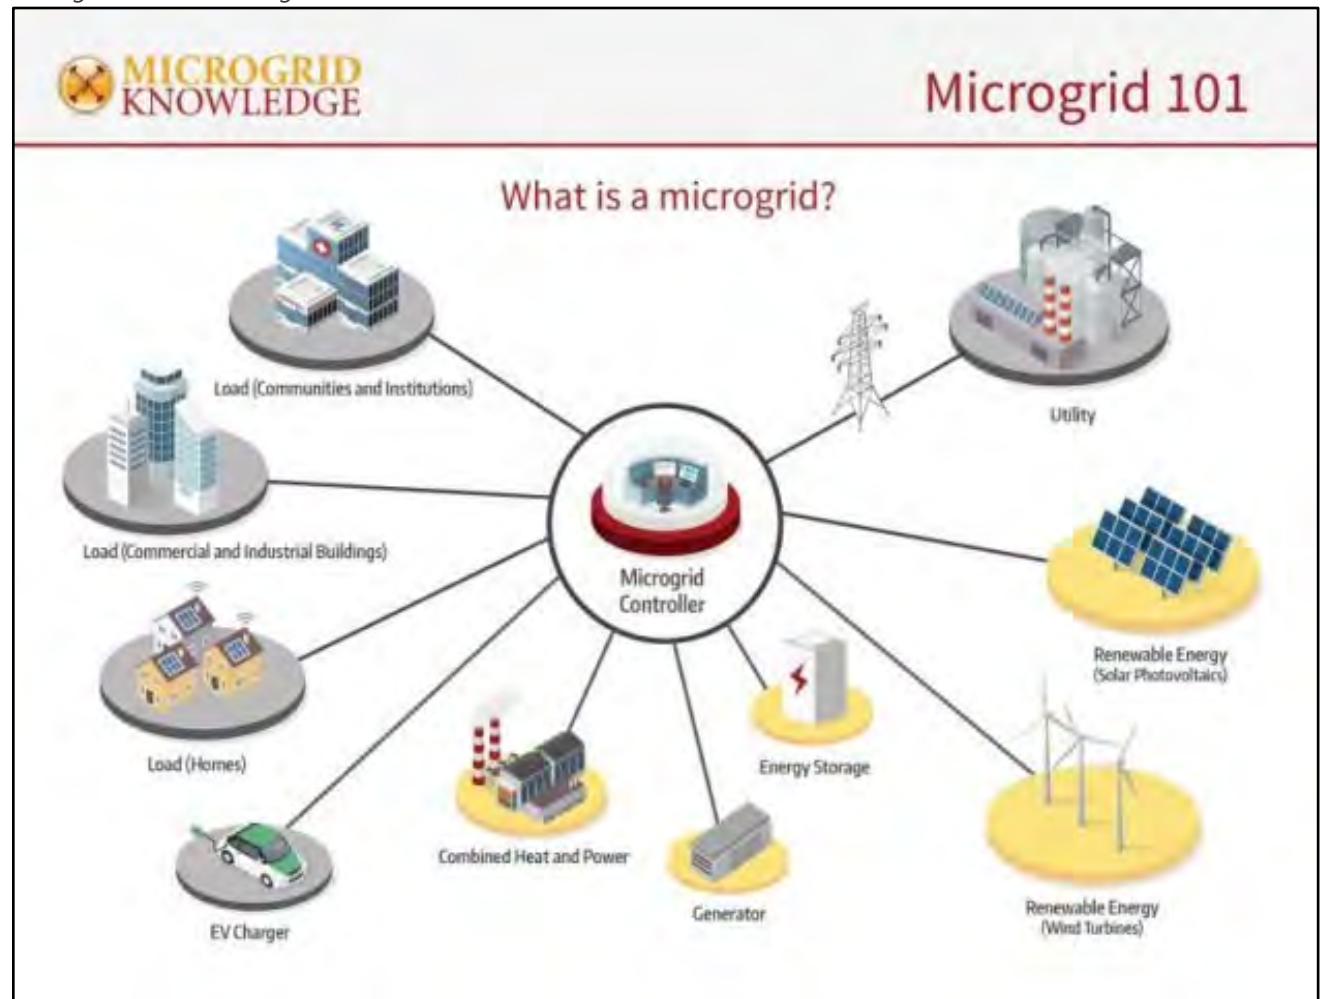 MICROGRID
KNOWLEDGE
Microgrid 101
What is a microgrid?
Load (Communities and Institutions)
Utility
Load (Commercial and Industrial Buildings)
Microgrid
Controller
Renewable Energy
(Solar Photovoltaics)
Load (Homes)
Energy Storage
Combined Heat and Power
Generator
Renewable Energy
(Wind Turbines)
EV Charger